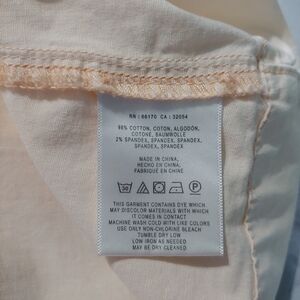 RN : 66170 CA : 32054
98% COTTON, COTON, ALGODÓN,
COTONE, BAUMWOLLE
2% SPANDEX, SPANDEX, SPANDEX,
SPANDEX, SPANDEX
MADE IN CHINA,
HECHO EN CHINA,
FABRIQUÉ EN CHINE
THIS GARMENT CONTAINS DYE WHICH
MAY DISCOLOR MATERIALS WITH WHICH
IT COMES IN CONTACT
MACHINE WASH COLD WITH LIKE COLORS
USE ONLY NON-CHLORINE BLEACH
TUMBLE DRY LOW
LOW IRON AS NEEDED
MAY BE DRY CLEANED